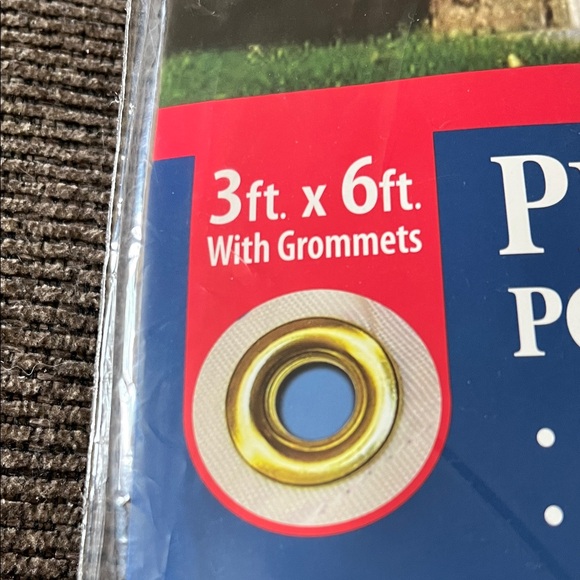 3ft. x 6ft.
With Grommets